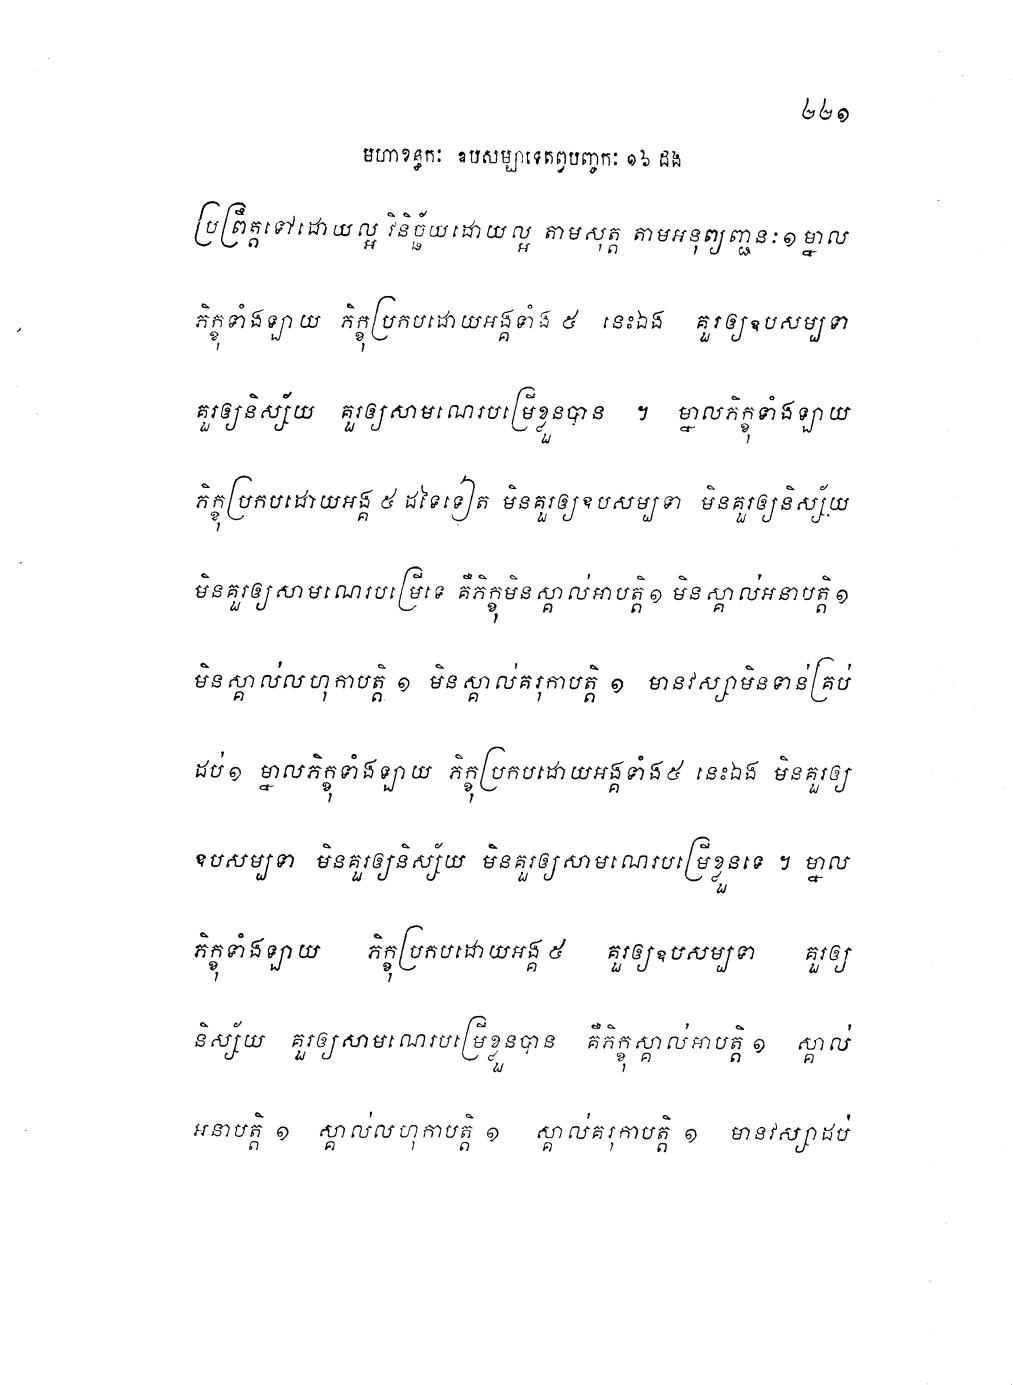 ២២១
មហាខន្ធកៈ ឧបសម្បាទេតព្វបញ្ចកៈ ១៦ ដង
ប្រព្រឹត្តទៅដោយល្អ វិនិច្ឆ័យដោយល្អ តាមសុត្ត តាមអនុព្យញ្ជនៈ ១ ម្នាល
ភិក្ខុទាំងឡាយ ភិក្ខុប្រកបដោយអង្គទាំង ៥ នេះឯង គួរឲ្យឧបសម្បទា
គួរឲ្យនិស្ស័យ គួរឲ្យសាមណេរបម្រើខ្លួនបាន ។ ម្នាលភិក្ខុទាំងឡាយ
ភិក្ខុប្រកបដោយអង្គ ៥ ដទៃទៀត មិនគួរឲ្យឧបសម្បទា មិនគួរឲ្យនិស្ស័យ
មិនគួរឲ្យសាមណេរបម្រើទេ គឺភិក្ខុមិនស្គាល់អាបត្តិ ១ មិនស្គាល់អនាបត្តិ ១
មិនស្គាល់លហុកាបត្តិ ១ មិនស្គាល់គរុកាបត្តិ ១ មានវស្សាមិនទាន់គ្រប់
ដប់ ១ ម្នាលភិក្ខុទាំងឡាយ ភិក្ខុប្រកបដោយអង្គទាំង ៥ នេះឯង មិនគួរឲ្យ
ឧបសម្បទា មិនគួរឲ្យនិស្ស័យ មិនគួរឲ្យសាមណេរបម្រើខ្លួនទេ ។ ម្នាល
ភិក្ខុទាំងឡាយ ភិក្ខុប្រកបដោយអង្គ ៥ គួរឲ្យឧបសម្បទា គួរឲ្យ
និស្ស័យ គួរឲ្យសាមណេរបម្រើខ្លួនបាន គឺភិក្ខុស្គាល់អាបត្តិ ១ ស្គាល់
អនាបត្តិ ១ ស្គាល់លហុកាបត្តិ ១ ស្គាល់គរុកាបត្តិ ១ មានវស្សាដប់